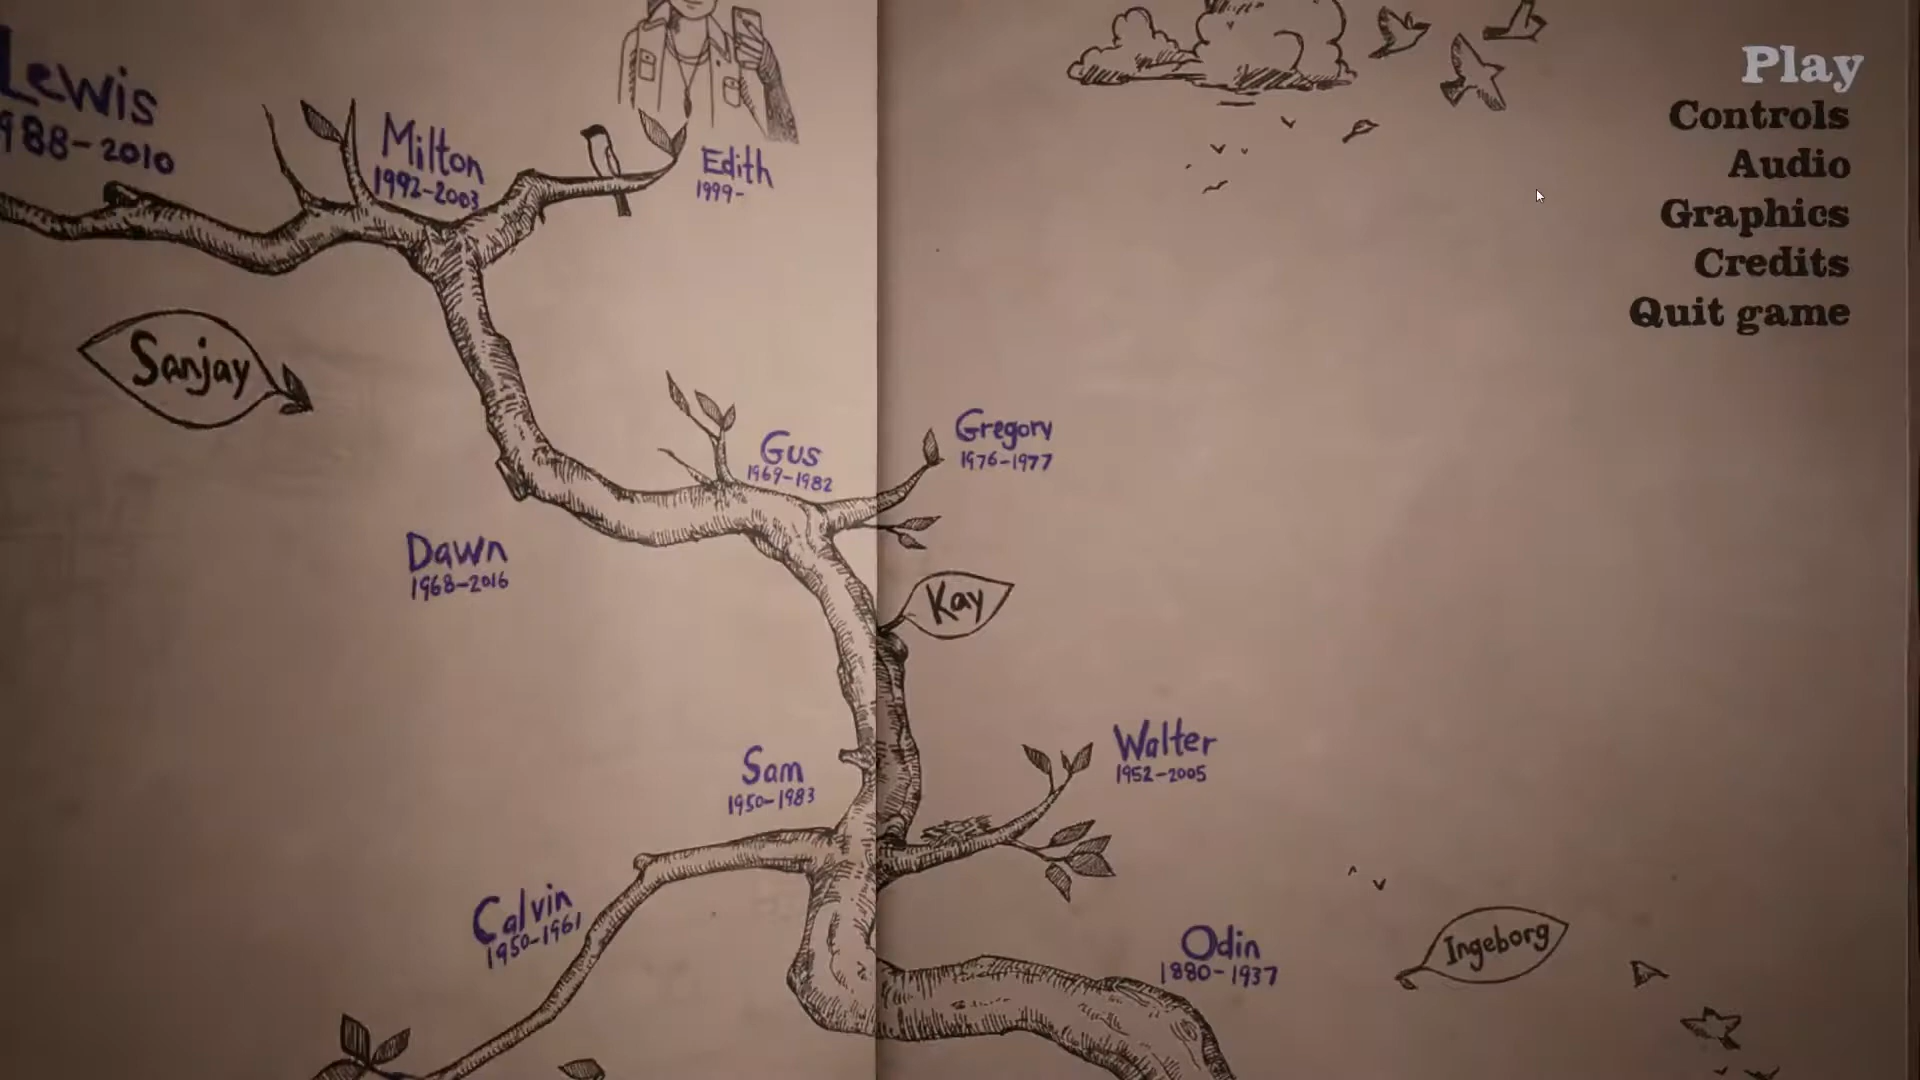 Lewis
1988-2010
Milton
1992-2003
Edith
1999-
Sanjay
Gus
1969-1982
Gregory
1976-1977
Dawn
1968-2016
Kay
Sam
1950-1983
Walter
1952-2005
Calvin
1950-1961
Odin
1880-1937
Ingeborg
Play
Controls
Audio
Graphics
Credits
Quit game